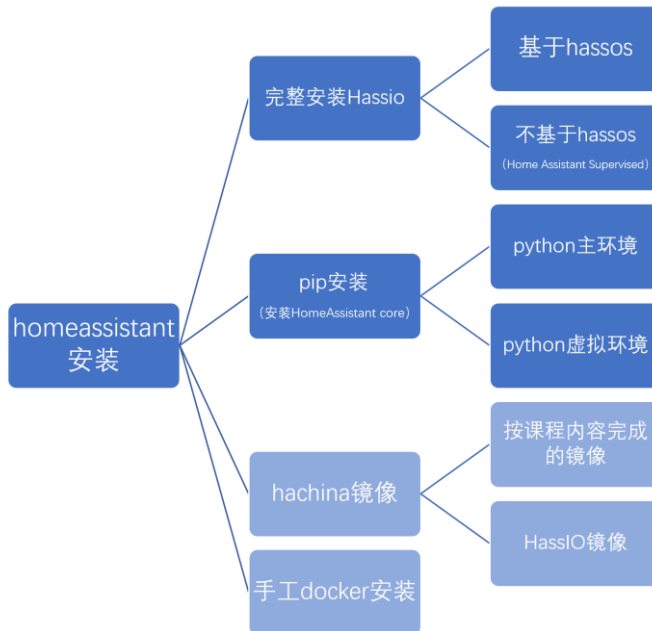 基于hassos
完整安装Hassio
不基于hassos
（Home Assistant Supervised）
python主环境
pip安装
（安装HomeAssistant core）
homeassistant
安装
python虚拟环境
按课程内容完成
的镜像
hachina镜像
HassIO镜像
手工docker安装